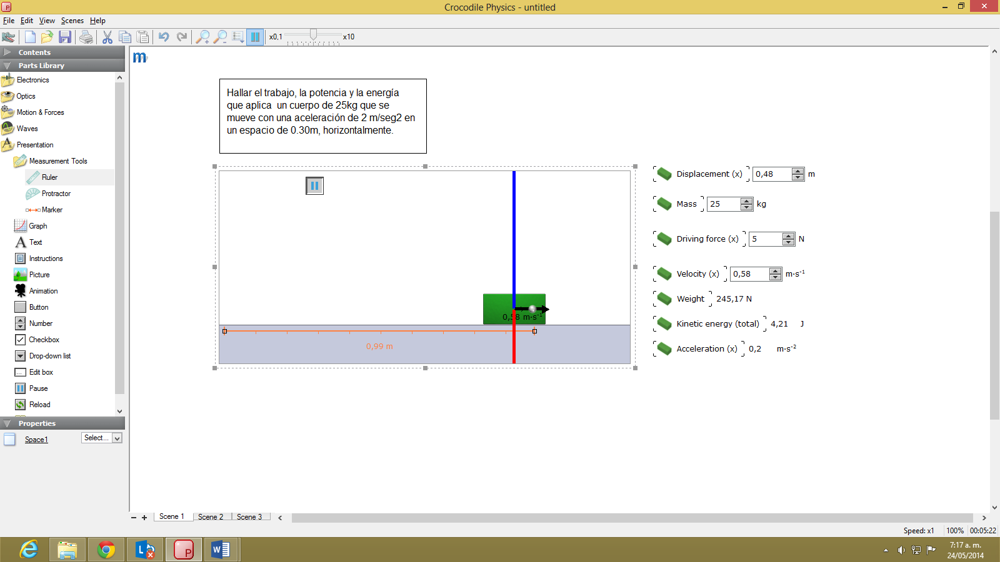 Crocodile Physics - untitled
File Edit View Scenes Help
x0,1 x10
Contents
Parts Library
Electronics
Optics
Motion & Forces
Waves
Presentation
Measurement Tools
Ruler
Protractor
Marker
Graph
Text
Instructions
Picture
Animation
Button
Number
Checkbox
Drop-down list
Edit box
Pause
Reload
Properties
Space1 Select...
m
Hallar el trabajo, la potencia y la energía
que aplica un cuerpo de 25kg que se
mueve con una aceleración de 2 m/seg2 en
un espacio de 0.30m, horizontalmente.
0,58 m·s⁻¹
0,99 m
Displacement (x) 0,48 m
Mass 25 kg
Driving force (x) 5 N
Velocity (x) 0,58 m·s⁻¹
Weight 245,17 N
Kinetic energy (total) 4,21 J
Acceleration (x) 0,2 m·s⁻²
Scene 1 Scene 2 Scene 3
Speed: x1 100% 00:05:22
7:17 a. m.
24/05/2014